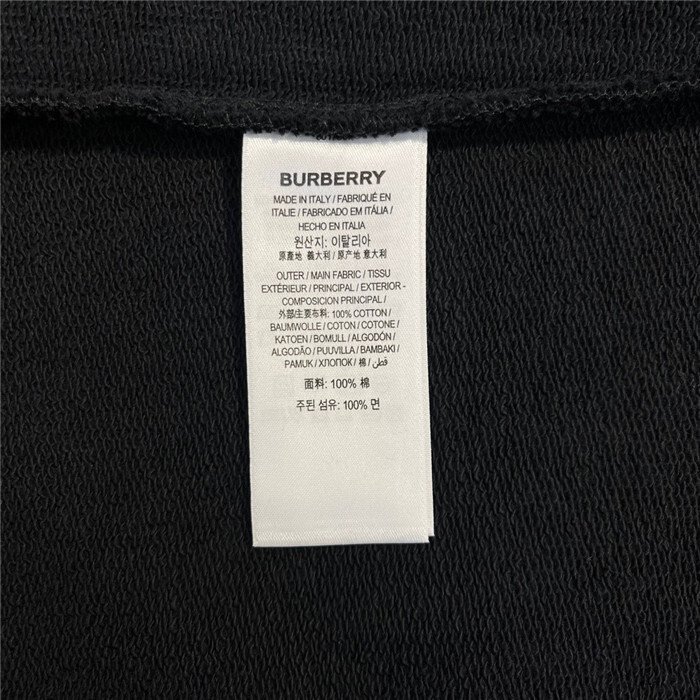 BURBERRY
MADE IN ITALY / FABRIQUÉ EN
ITALIE / FABRICADO EM ITÁLIA /
HECHO EN ITALIA
원산지: 이탈리아
原產地 義大利 / 原产地 意大利
OUTER / MAIN FABRIC / TISSU
EXTÉRIEUR / PRINCIPAL / EXTERIOR -
COMPOSICION PRINCIPAL /
外部/主要布料: 100% COTTON /
BAUMWOLLE / COTON / COTONE /
KATOEN / BOMULL / ALGODÓN /
ALGODÃO / PUUVILLA / BAMBAKI /
PAMUK / ХЛОПОК / 棉 / قطن
面料: 100% 棉
주된 섬유: 100% 면